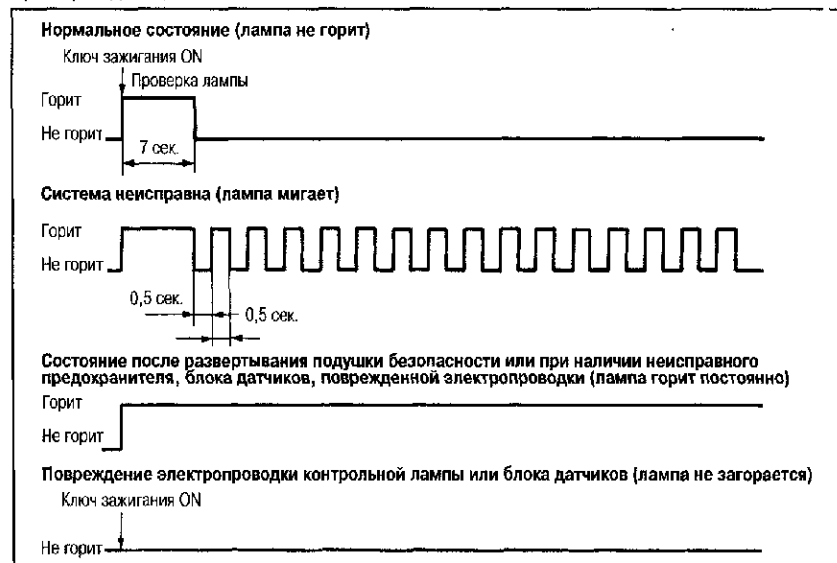 Нормальное состояние (лампа не горит)
Ключ зажигания ON
Проверка лампы
Горит
Не горит
7 сек.
Система неисправна (лампа мигает)
Горит
Не горит
0,5 сек.
0,5 сек.
Состояние после развертывания подушки безопасности или при наличии неисправного
предохранителя, блока датчиков, поврежденной электропроводки (лампа горит постоянно)
Горит
Не горит
Повреждение электропроводки контрольной лампы или блока датчиков (лампа не загорается)
Ключ зажигания ON
Не горит